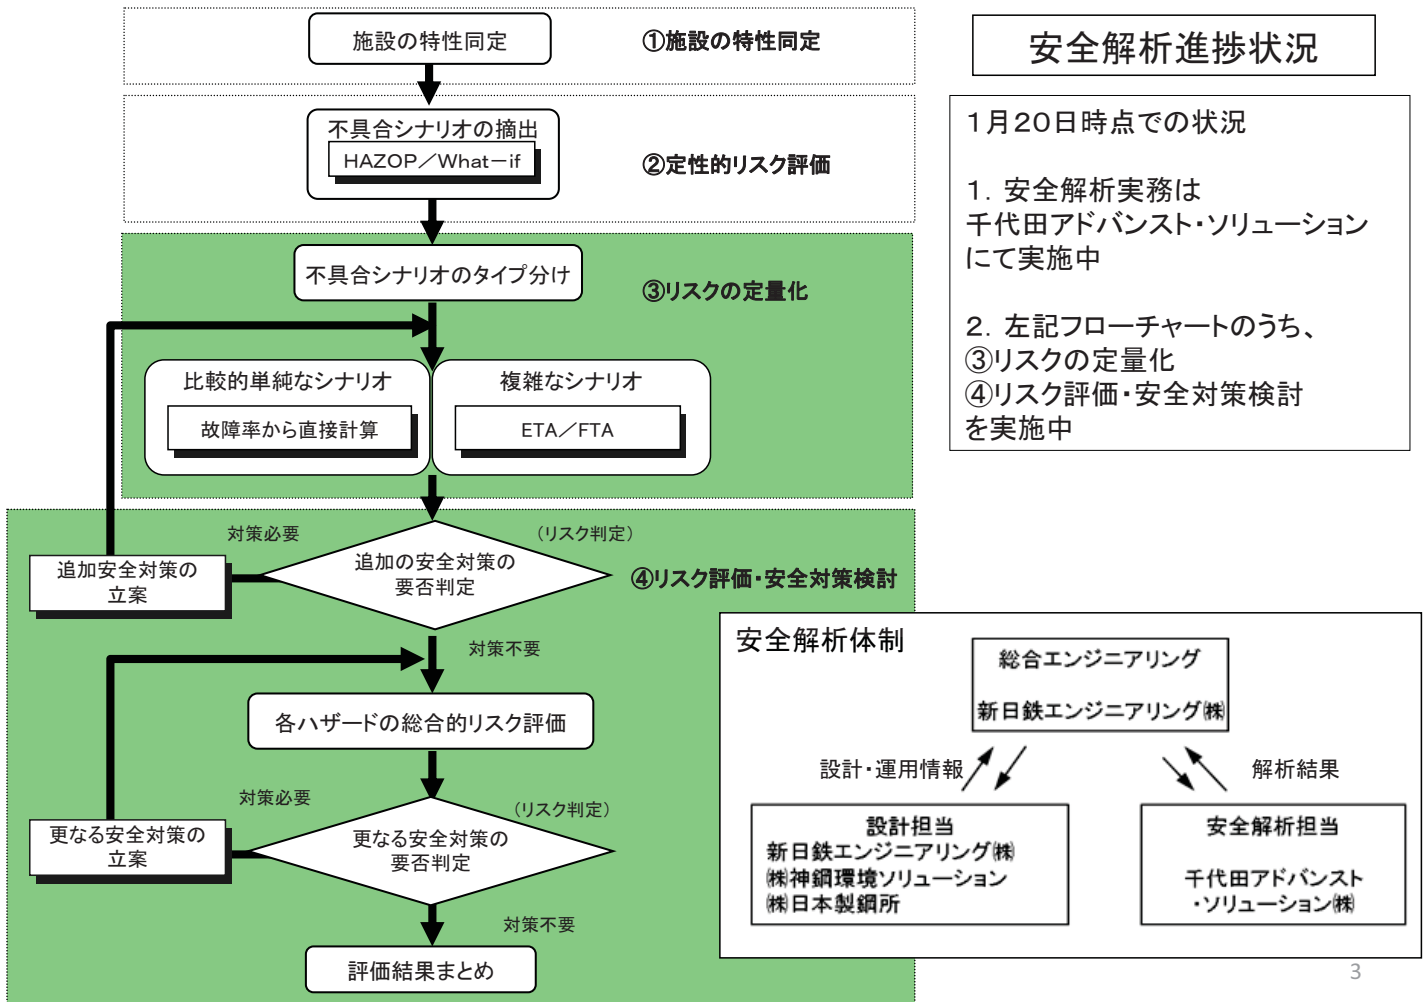 施設の特性同定
①施設の特性同定
不具合シナリオの摘出
HAZOP／What－if
②定性的リスク評価
不具合シナリオのタイプ分け
③リスクの定量化
比較的単純なシナリオ
故障率から直接計算
複雑なシナリオ
ETA／FTA
対策必要
（リスク判定）
追加の安全対策の
要否判定
追加安全対策の
立案
④リスク評価・安全対策検討
対策不要
各ハザードの総合的リスク評価
対策必要
（リスク判定）
更なる安全対策の
要否判定
更なる安全対策の
立案
対策不要
評価結果まとめ
安全解析進捗状況
１月２０日時点での状況
１．安全解析実務は
千代田アドバンスト・ソリューション
にて実施中
２．左記フローチャートのうち、
③リスクの定量化
④リスク評価・安全対策検討
を実施中
安全解析体制
総合エンジニアリング
新日鉄エンジニアリング㈱
設計・運用情報
解析結果
設計担当
新日鉄エンジニアリング㈱
㈱神鋼環境ソリューション
㈱日本製鋼所
安全解析担当
千代田アドバンスト
・ソリューション㈱
3